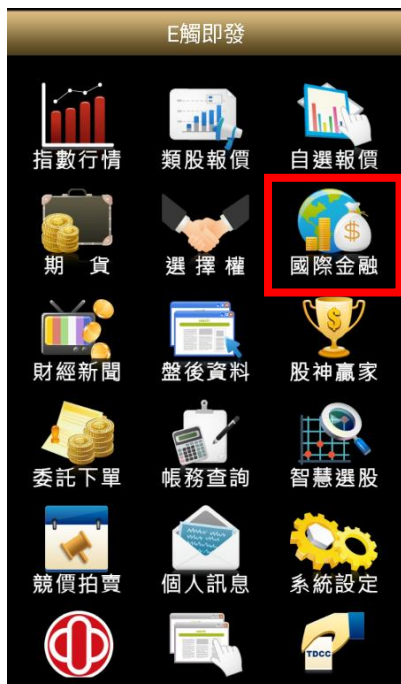 E觸即發
指數行情 類股報價 自選報價
期 貨 選 擇 權 國際金融
財經新聞 盤後資料 股神贏家
委託下單 帳務查詢 智慧選股
競價拍賣 個人訊息 系統設定
TDCC